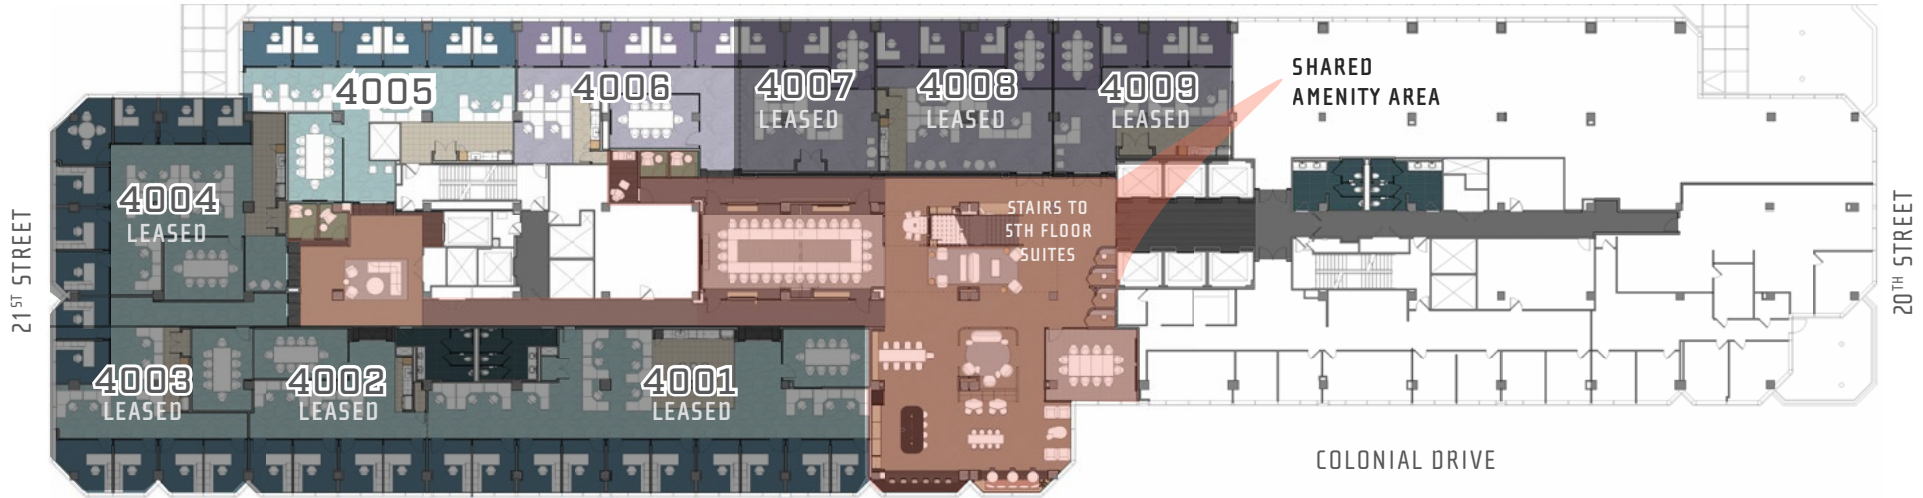 4005
4006
4007
LEASED
4008
LEASED
4009
LEASED
SHARED
AMENITY AREA
4004
LEASED
STAIRS TO
5TH FLOOR
SUITES
21ST STREET
20TH STREET
4003
LEASED
4002
LEASED
4001
LEASED
COLONIAL DRIVE